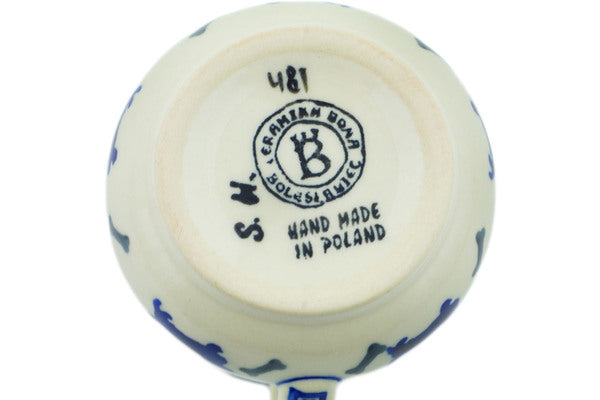 481
CERAMIKA BONA
B
BOLESŁAWIEC
S.W.
HAND MADE
IN POLAND